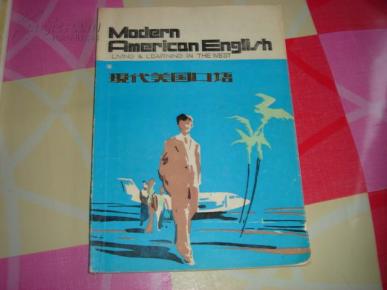 Modern
American English
LIVING & LEARNING IN THE WEST
现代美国口语